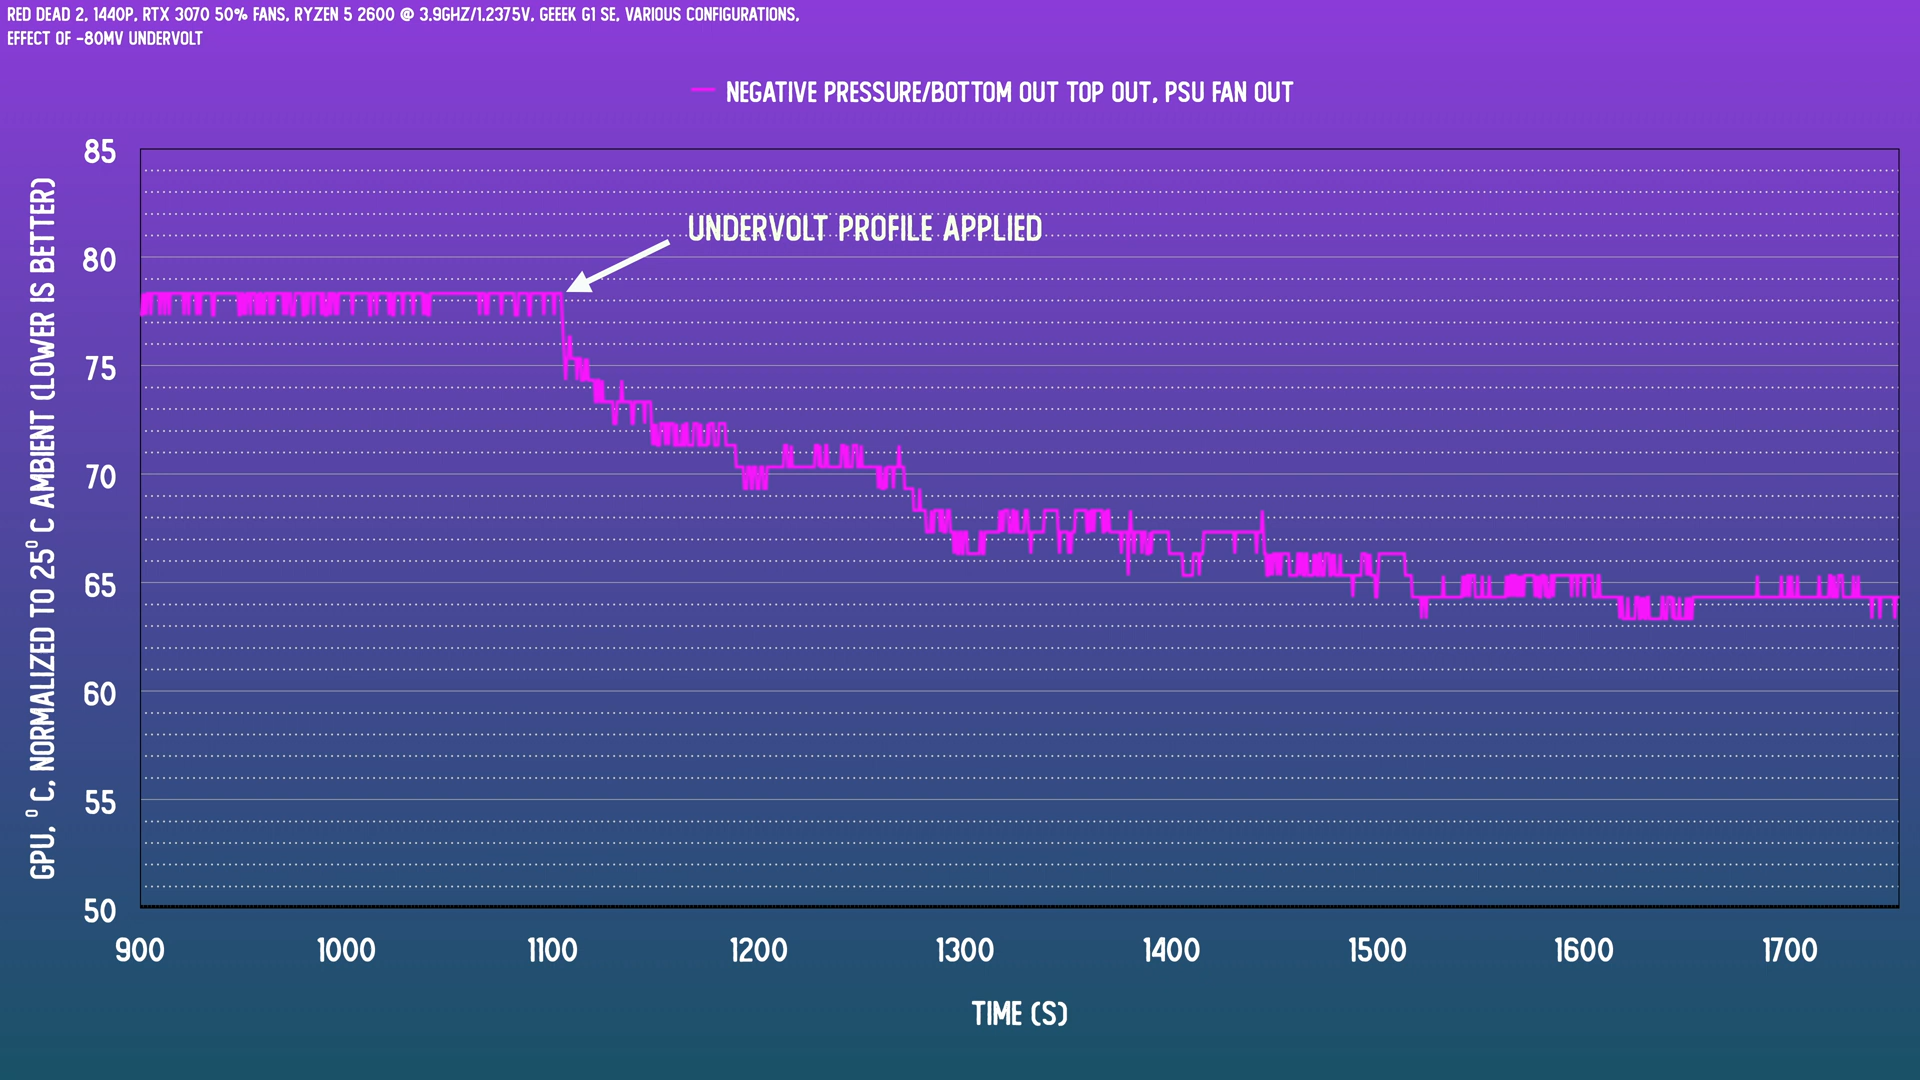 RED DEAD 2, 1440P, RTX 3070 50% FANS, RYZEN 5 2600 @ 3.9GHZ/1.2375V, GEEEK G1 SE, VARIOUS CONFIGURATIONS,
EFFECT OF -80MV UNDERVOLT
NEGATIVE PRESSURE/BOTTOM OUT TOP OUT, PSU FAN OUT
GPU, °C, NORMALIZED TO 25°C AMBIENT (LOWER IS BETTER)
85
80
75
70
65
60
55
50
UNDERVOLT PROFILE APPLIED
900 1000 1100 1200 1300 1400 1500 1600 1700
TIME (S)